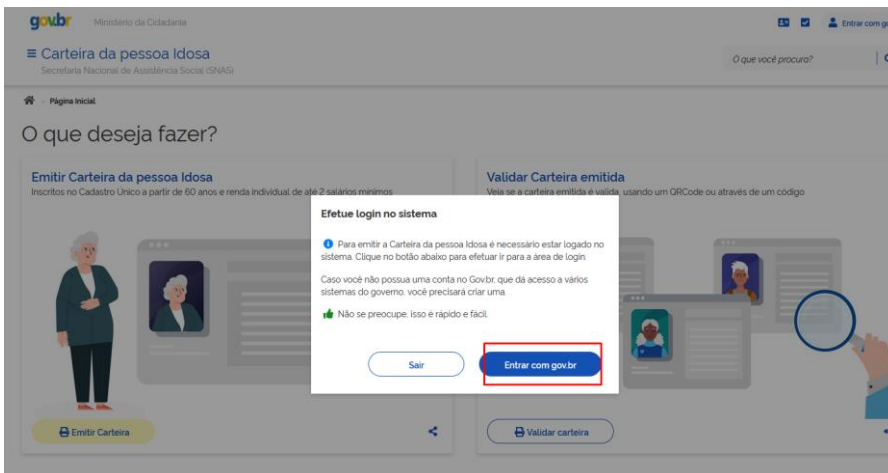 gov.br
Ministério da Cidadania
Entrar com go
Carteira da pessoa Idosa
Secretaria Nacional de Assistência Social (SNAS)
O que você procura?
Página Inicial
O que deseja fazer?
Emitir Carteira da pessoa Idosa
Inscritos no Cadastro Único a partir de 60 anos e renda individual de até 2 salários mínimos
Validar Carteira emitida
Veja se a carteira emitida é valida, usando um QRCode ou através de um código
Efetue login no sistema
Para emitir a Carteira da pessoa Idosa é necessário estar logado no
sistema. Clique no botão abaixo para efetuar ir para a área de login.
Caso você não possua uma conta no Gov.br, que dá acesso a vários
sistemas do governo, você precisará criar uma.
Não se preocupe, isso é rápido e fácil.
Sair
Entrar com gov.br
Emitir Carteira
Validar carteira